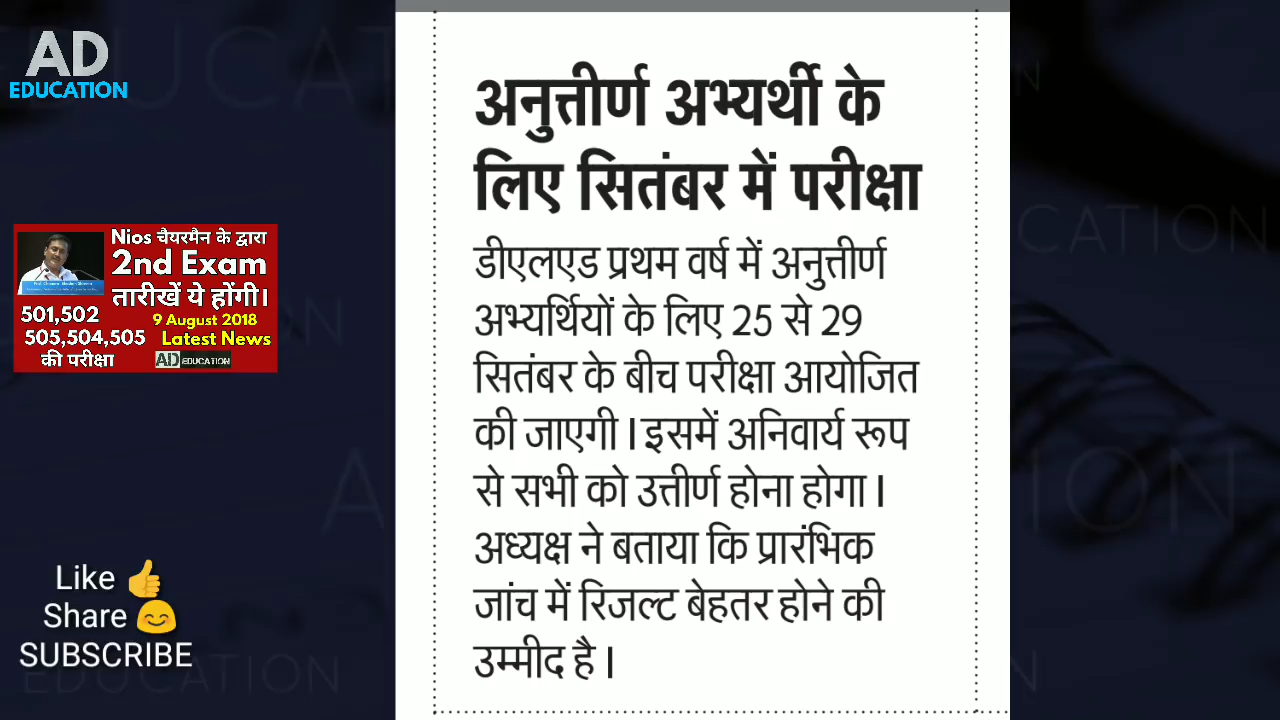 AD
EDUCATION
अनुत्तीर्ण अभ्यर्थी के
लिए सितंबर में परीक्षा
डीएलएड प्रथम वर्ष में अनुत्तीर्ण
अभ्यर्थियों के लिए 25 से 29
सितंबर के बीच परीक्षा आयोजित
की जाएगी। इसमें अनिवार्य रूप
से सभी को उत्तीर्ण होना होगा।
अध्यक्ष ने बताया कि प्रारंभिक
जांच में रिजल्ट बेहतर होने की
उम्मीद है।
Nios चैयरमैन के द्वारा
2nd Exam
तारीखें ये होंगी।
501,502
9 August 2018
505,504,505
Latest News
की परीक्षा
AD EDUCATION
Like 👍
Share 😊
SUBSCRIBE
EDUCATION